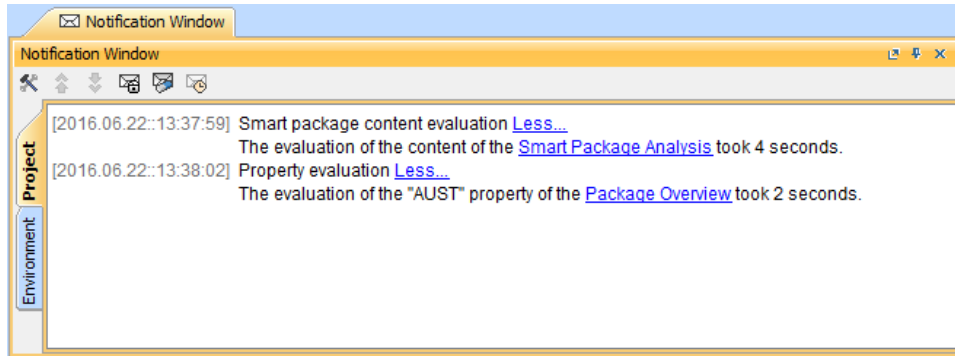 Notification Window
Notification Window
Project
Environment
[2016.06.22::13:37:59] Smart package content evaluation Less...
The evaluation of the content of the Smart Package Analysis took 4 seconds.
[2016.06.22::13:38:02] Property evaluation Less...
The evaluation of the "AUST" property of the Package Overview took 2 seconds.